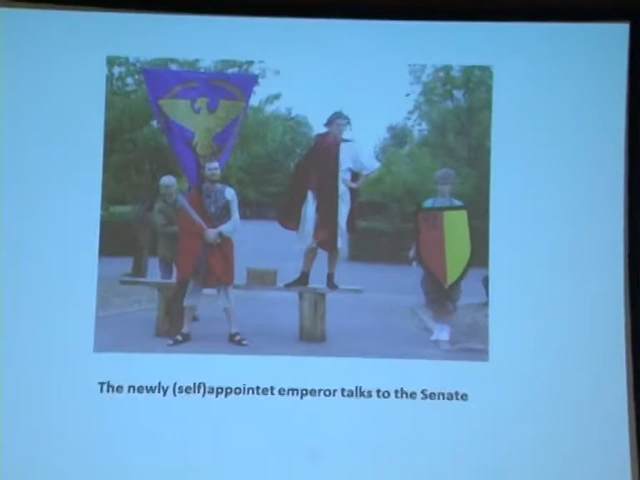 The newly (self)appointet emperor talks to the Senate